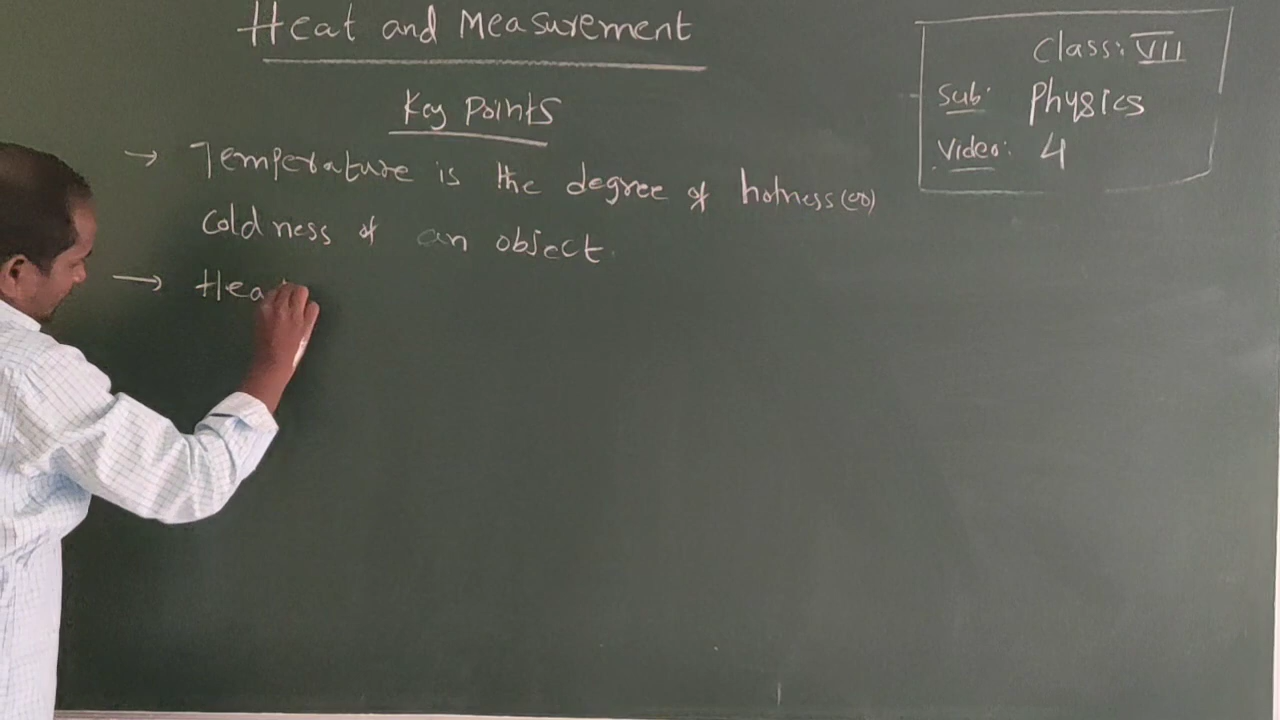 Heat and Measurement
Class: VII
Sub: Physics
Video: 4
Key Points
→ Temperature is the degree of hotness (or)
Coldness of an object.
→ Heat